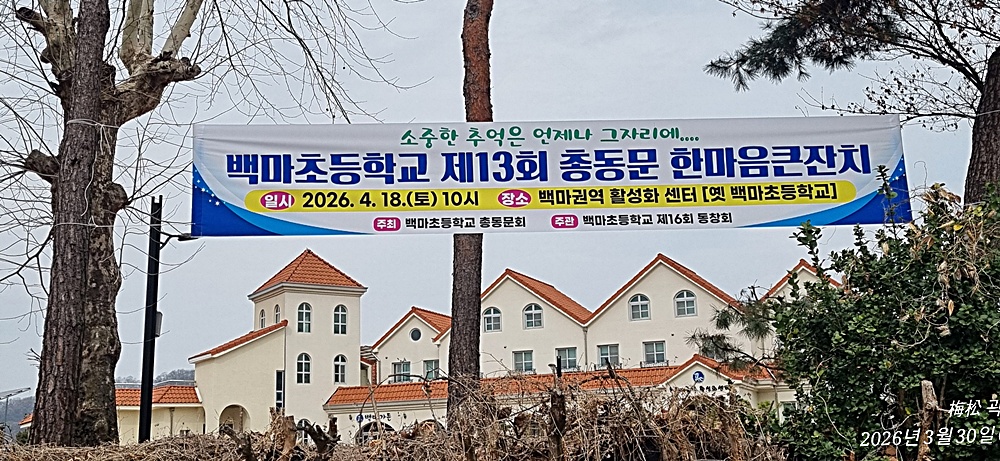 소중한 추억은 언제나 그자리에....
백마초등학교 제13회 총동문 한마음큰잔치
일시 2026. 4. 18.(토) 10시 장소 백마권역 활성화 센터 [옛 백마초등학교]
주최 백마초등학교 총동문회 주관 백마초등학교 제16회 동창회
梅松
2026년 3월 30일